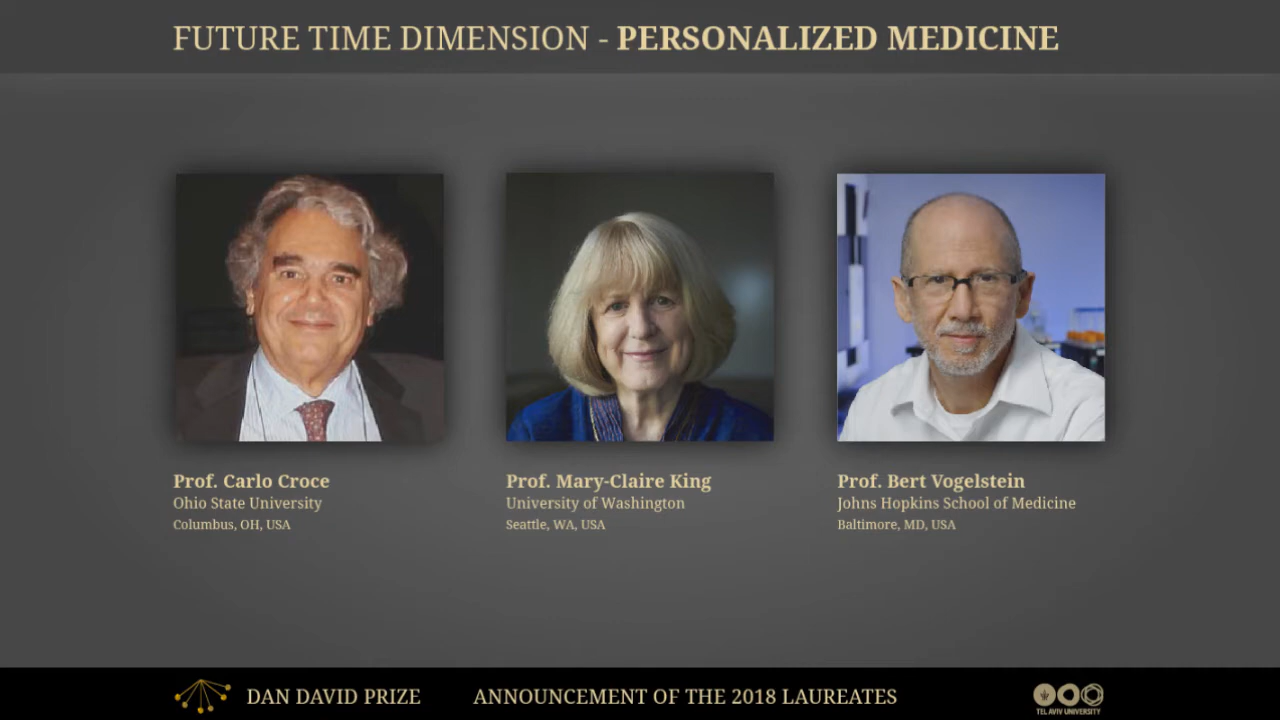 FUTURE TIME DIMENSION - PERSONALIZED MEDICINE
Prof. Carlo Croce
Ohio State University
Columbus, OH, USA
Prof. Mary-Claire King
University of Washington
Seattle, WA, USA
Prof. Bert Vogelstein
Johns Hopkins School of Medicine
Baltimore, MD, USA
DAN DAVID PRIZE
ANNOUNCEMENT OF THE 2018 LAUREATES
TEL AVIV UNIVERSITY